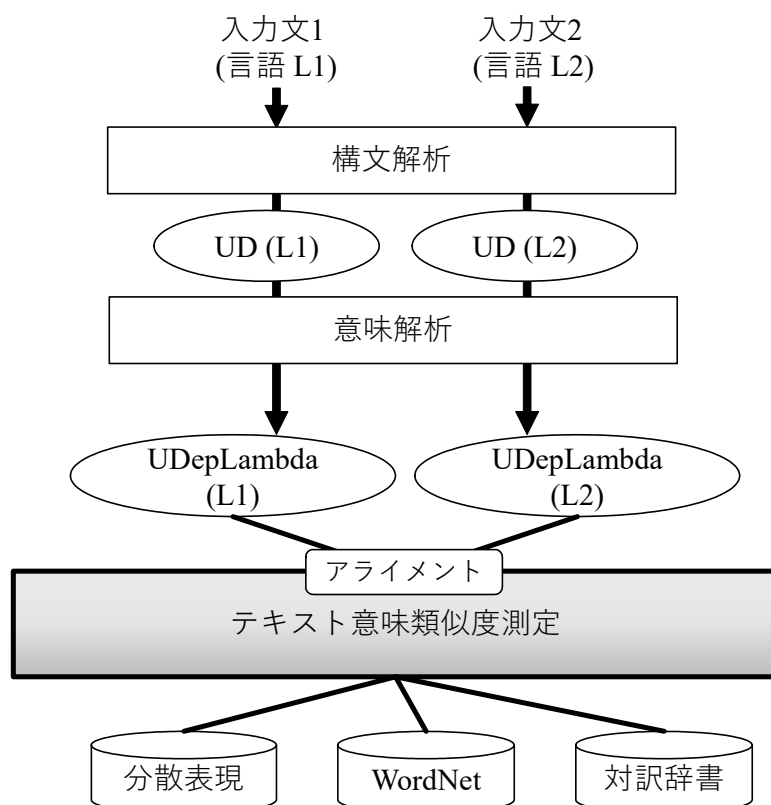 入力文1
(言語 L1)
入力文2
(言語 L2)
構文解析
UD (L1)
UD (L2)
意味解析
UDepLambda
(L1)
UDepLambda
(L2)
アライメント
テキスト意味類似度測定
分散表現
WordNet
対訳辞書